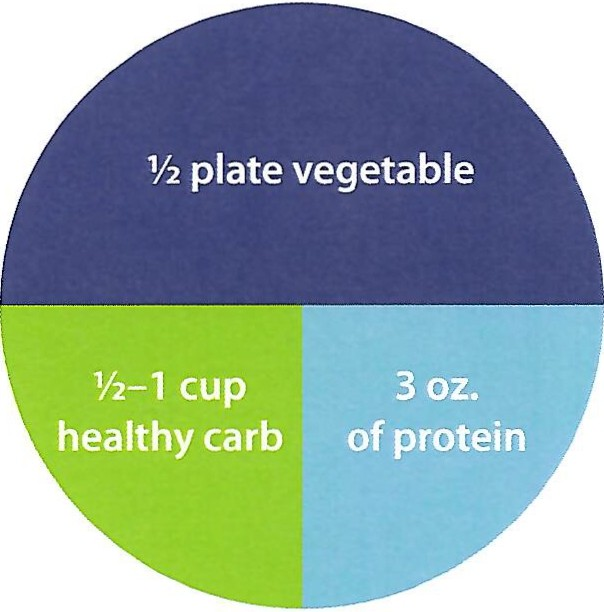 ½ plate vegetable
½–1 cup
healthy carb
3 oz.
of protein